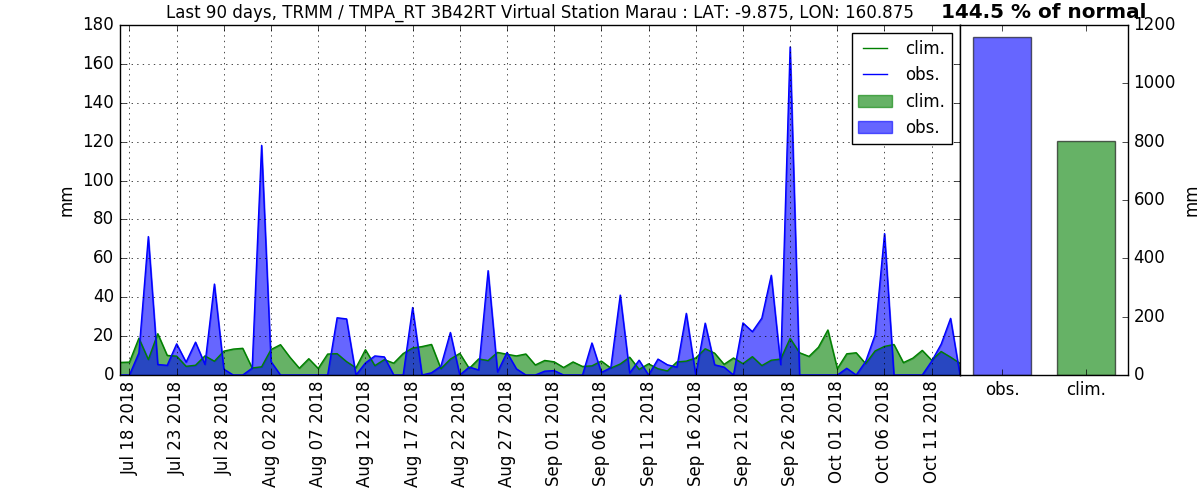 Last 90 days, TRMM / TMPA_RT 3B42RT Virtual Station Marau : LAT: -9.875, LON: 160.875
144.5 % of normal
180
160
140
120
100
80
60
40
20
0
mm
clim.
obs.
clim.
obs.
1200
1000
800
600
400
200
0
mm
Jul 18 2018
Jul 23 2018
Jul 28 2018
Aug 02 2018
Aug 07 2018
Aug 12 2018
Aug 17 2018
Aug 22 2018
Aug 27 2018
Sep 01 2018
Sep 06 2018
Sep 11 2018
Sep 16 2018
Sep 21 2018
Sep 26 2018
Oct 01 2018
Oct 06 2018
Oct 11 2018
obs.
clim.